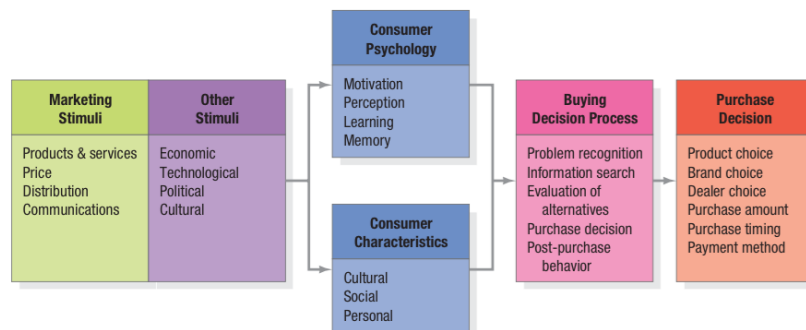 Marketing
Stimuli
Products & services
Price
Distribution
Communications
Other
Stimuli
Economic
Technological
Political
Cultural
Consumer
Psychology
Motivation
Perception
Learning
Memory
Consumer
Characteristics
Cultural
Social
Personal
Buying
Decision Process
Problem recognition
Information search
Evaluation of
alternatives
Purchase decision
Post-purchase
behavior
Purchase
Decision
Product choice
Brand choice
Dealer choice
Purchase amount
Purchase timing
Payment method